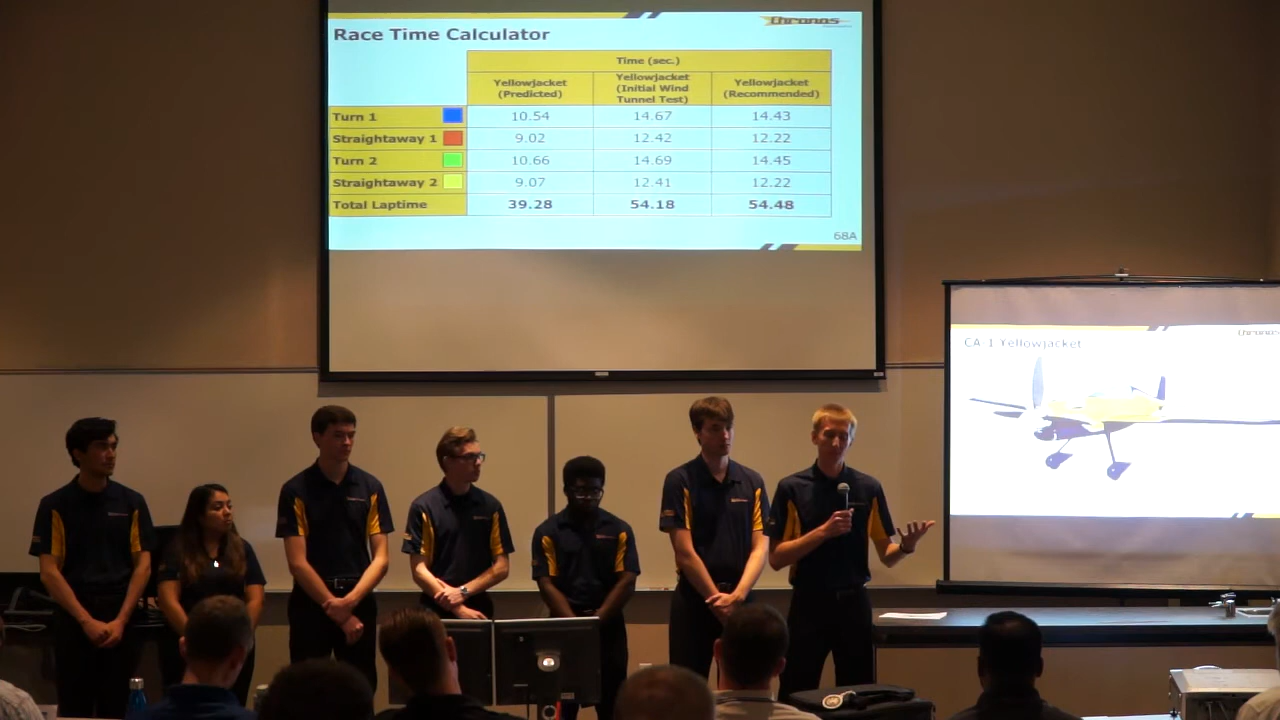 Chronos
Race Time Calculator
Time (sec.)
Yellowjacket (Predicted) Yellowjacket (Initial Wind Tunnel Test) Yellowjacket (Recommended)
Turn 1 10.54 14.67 14.43
Straightaway 1 9.02 12.42 12.22
Turn 2 10.66 14.69 14.45
Straightaway 2 9.07 12.41 12.22
Total Laptime 39.28 54.18 54.48
68A
Chronos
CA-1 Yellowjacket